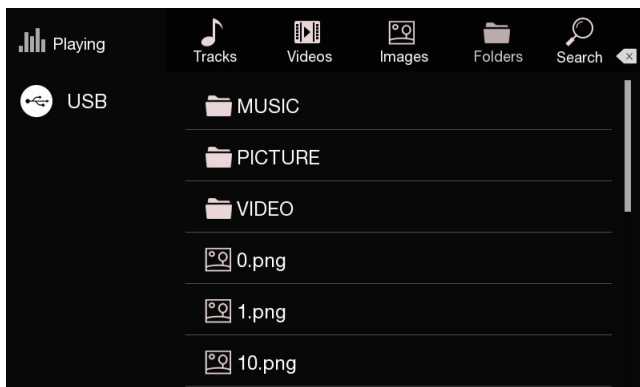 Playing
Tracks Videos Images Folders Search
USB
MUSIC
PICTURE
VIDEO
0.png
1.png
10.png